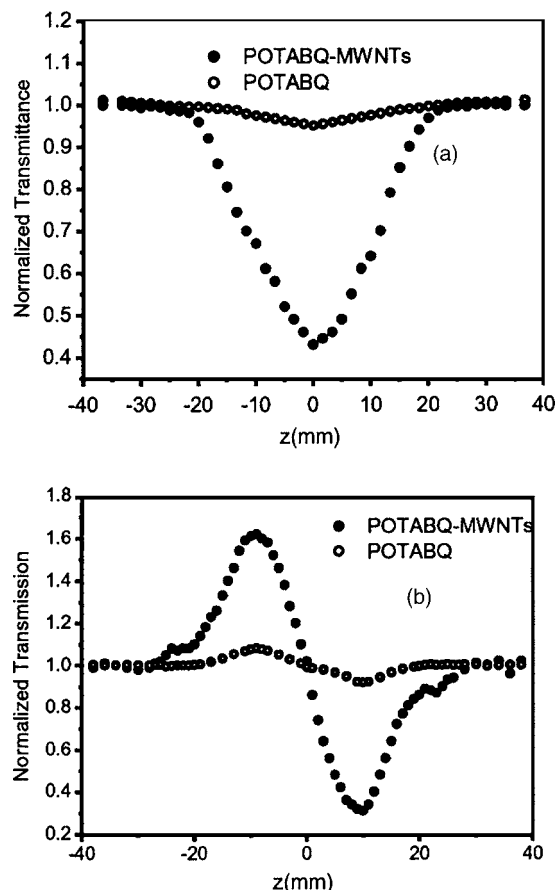 1.2
1.0
0.9
0.8
0.7
0.6
0.5
0.4
Normalized Transmittance
POTABQ-MWNTs
POTABQ
(a)
-40 -30 -20 -10 0 10 20 30 40
z(mm)
1.8
1.6
1.4
1.2
1.0
0.8
0.6
0.4
0.2
Normalized Transmission
POTABQ-MWNTs
POTABQ
(b)
-40 -20 0 20 40
z(mm)